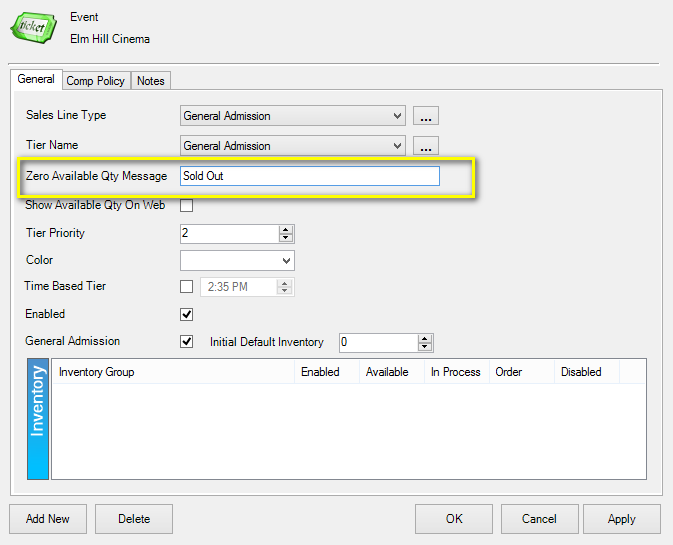 ticket
Event
Elm Hill Cinema
General Comp Policy Notes
Sales Line Type General Admission ...
Tier Name General Admission ...
Zero Available Qty Message Sold Out
Show Available Qty On Web
Tier Priority 2
Color
Time Based Tier 2:35 PM
Enabled
General Admission Initial Default Inventory 0
Inventory
Inventory Group Enabled Available In Process Order Disabled
Add New Delete OK Cancel Apply